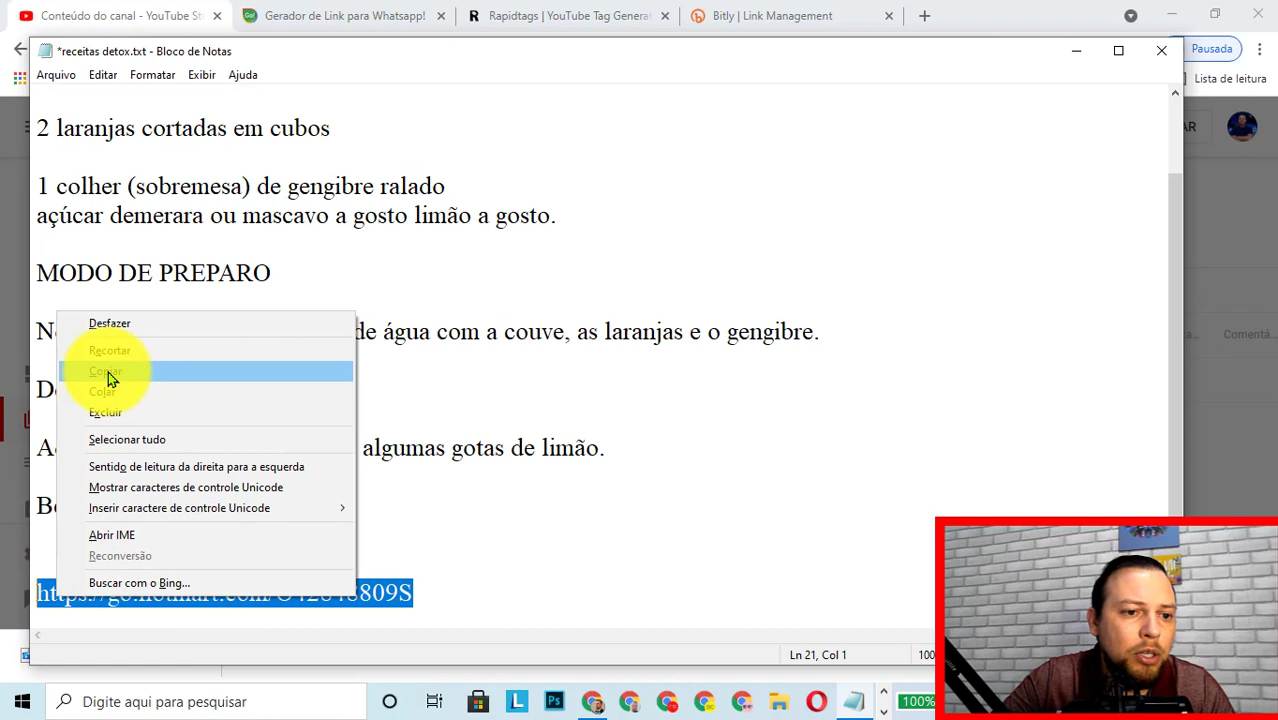 Conteúdo do canal - YouTube St
Gerador de Link para Whatsapp!
Rapidtags | YouTube Tag Generat
Bitly | Link Management
*receitas detox.txt - Bloco de Notas
Pausada
Arquivo Editar Formatar Exibir Ajuda
Lista de leitura
2 laranjas cortadas em cubos
AR
1 colher (sobremesa) de gengibre ralado
açúcar demerara ou mascavo a gosto limão a gosto.
MODO DE PREPARO
Desfazer
de água com a couve, as laranjas e o gengibre.
Comentá.
Recortar
Copiar
Colar
Excluir
Selecionar tudo
algumas gotas de limão.
Sentido de leitura da direita para a esquerda
Mostrar caracteres de controle Unicode
Inserir caractere de controle Unicode
Abrir IME
Reconversão
Buscar com o Bing...
Ln 21, Col 1
100
Digite aqui para pesquisar
L
Ps
100%